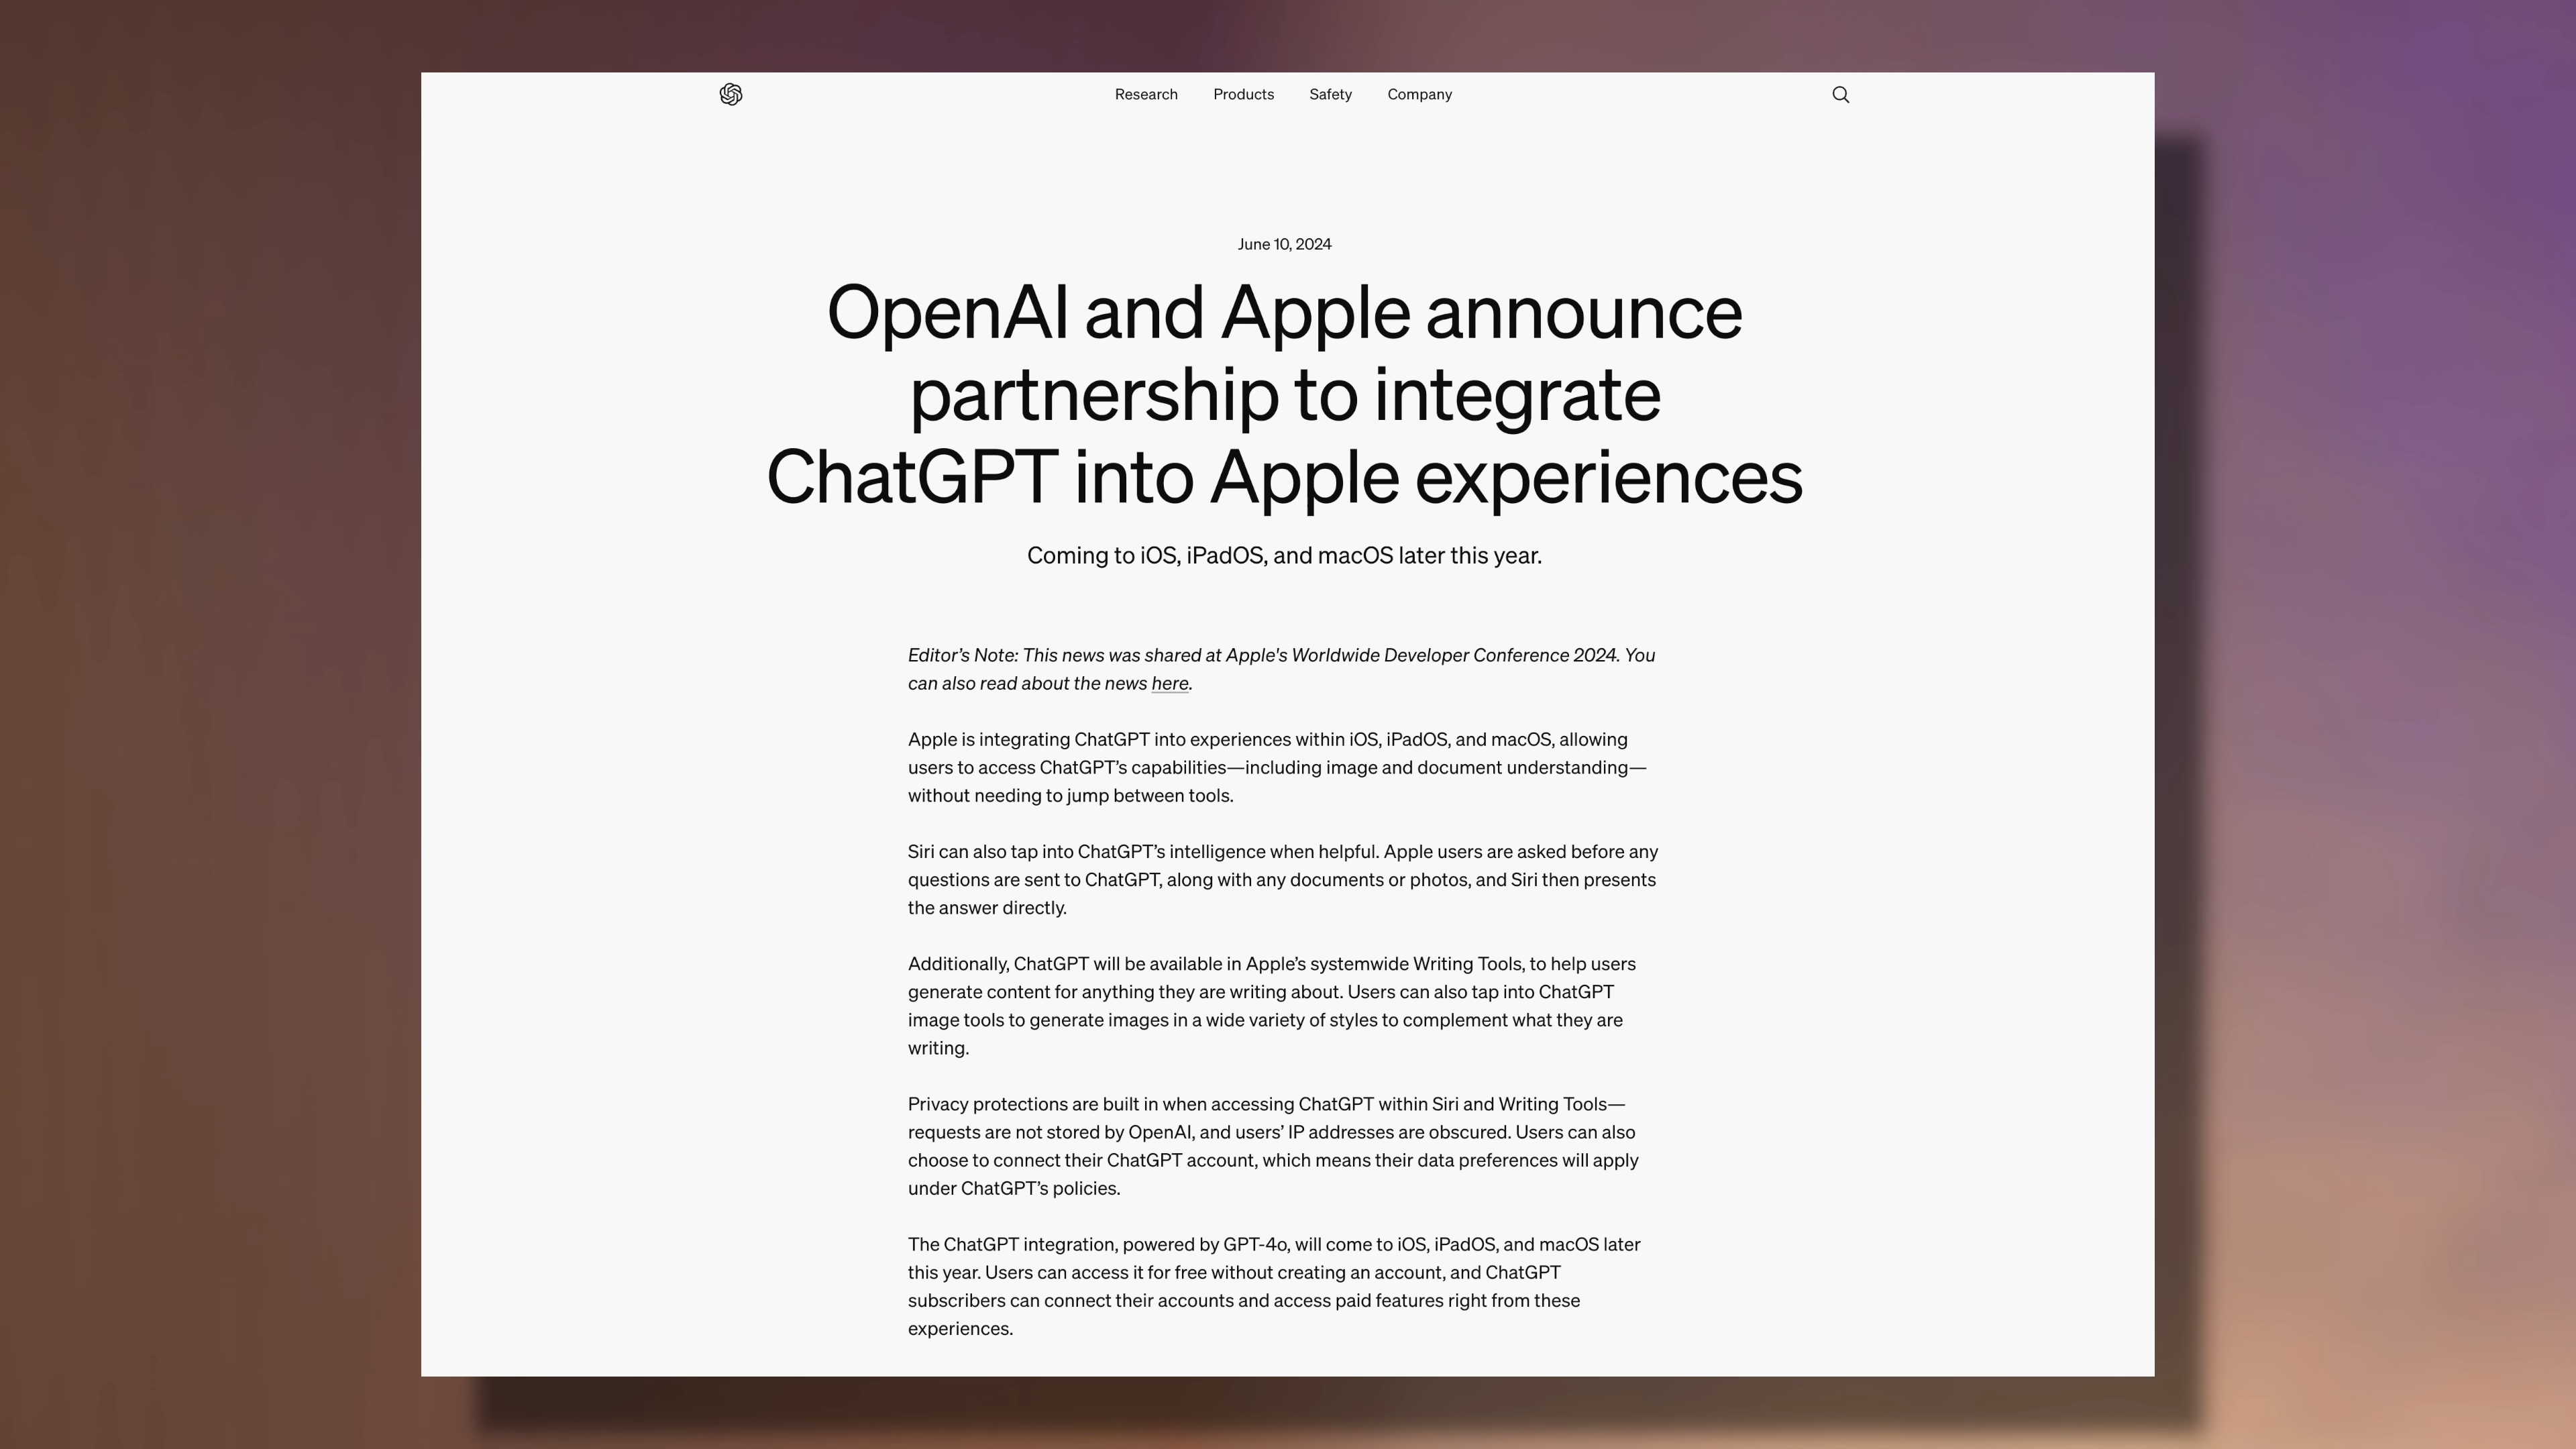 Research Products Safety Company
June 10, 2024
OpenAI and Apple announce
partnership to integrate
ChatGPT into Apple experiences
Coming to iOS, iPadOS, and macOS later this year.
Editor’s Note: This news was shared at Apple's Worldwide Developer Conference 2024. You
can also read about the news here.
Apple is integrating ChatGPT into experiences within iOS, iPadOS, and macOS, allowing
users to access ChatGPT’s capabilities—including image and document understanding—
without needing to jump between tools.
Siri can also tap into ChatGPT’s intelligence when helpful. Apple users are asked before any
questions are sent to ChatGPT, along with any documents or photos, and Siri then presents
the answer directly.
Additionally, ChatGPT will be available in Apple’s systemwide Writing Tools, to help users
generate content for anything they are writing about. Users can also tap into ChatGPT
image tools to generate images in a wide variety of styles to complement what they are
writing.
Privacy protections are built in when accessing ChatGPT within Siri and Writing Tools—
requests are not stored by OpenAI, and users’ IP addresses are obscured. Users can also
choose to connect their ChatGPT account, which means their data preferences will apply
under ChatGPT’s policies.
The ChatGPT integration, powered by GPT-4o, will come to iOS, iPadOS, and macOS later
this year. Users can access it for free without creating an account, and ChatGPT
subscribers can connect their accounts and access paid features right from these
experiences.